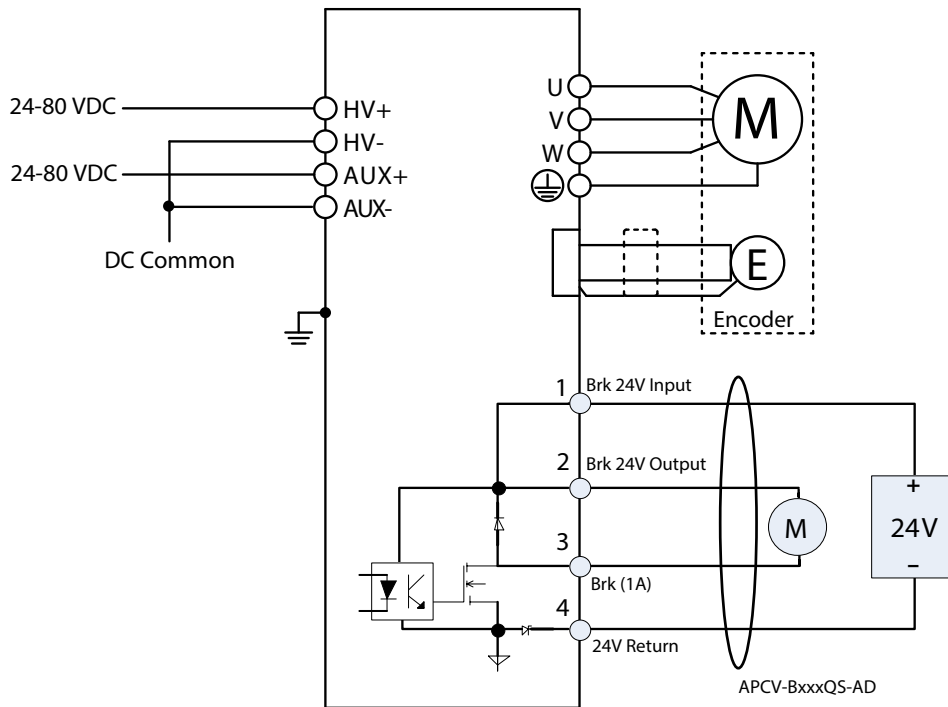 24-80 VDC
24-80 VDC
DC Common
HV+
HV-
AUX+
AUX-
U
V
W
M
E
Encoder
1 Brk 24V Input
2 Brk 24V Output
3
Brk (1A)
4
24V Return
M
+
24V
–
APCV-BxxxQS-AD